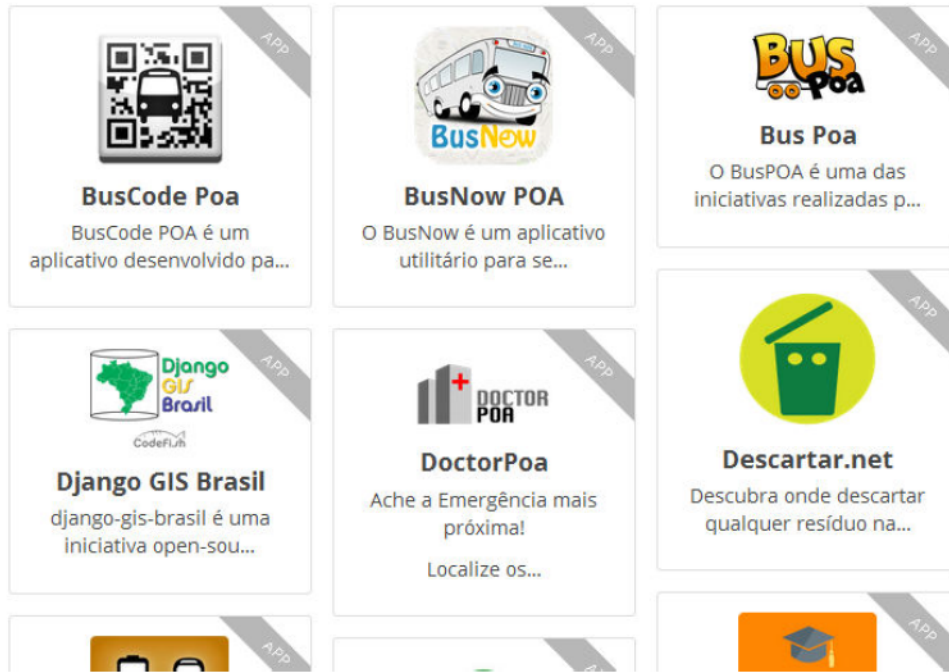 APP
BusCode Poa
BusCode POA é um
aplicativo desenvolvido pa...
APP
BusNow
BusNow POA
O BusNow é um aplicativo
utilitário para se...
APP
BUS
Poa
Bus Poa
O BusPOA é uma das
iniciativas realizadas p...
APP
Django
GIS
Brasil
CodeFish
Django GIS Brasil
django-gis-brasil é uma
iniciativa open-sou...
APP
DOCTOR
POA
DoctorPoa
Ache a Emergência mais
próxima!
Localize os...
APP
Descartar.net
Descubra onde descartar
qualquer resíduo na...
APP
APP